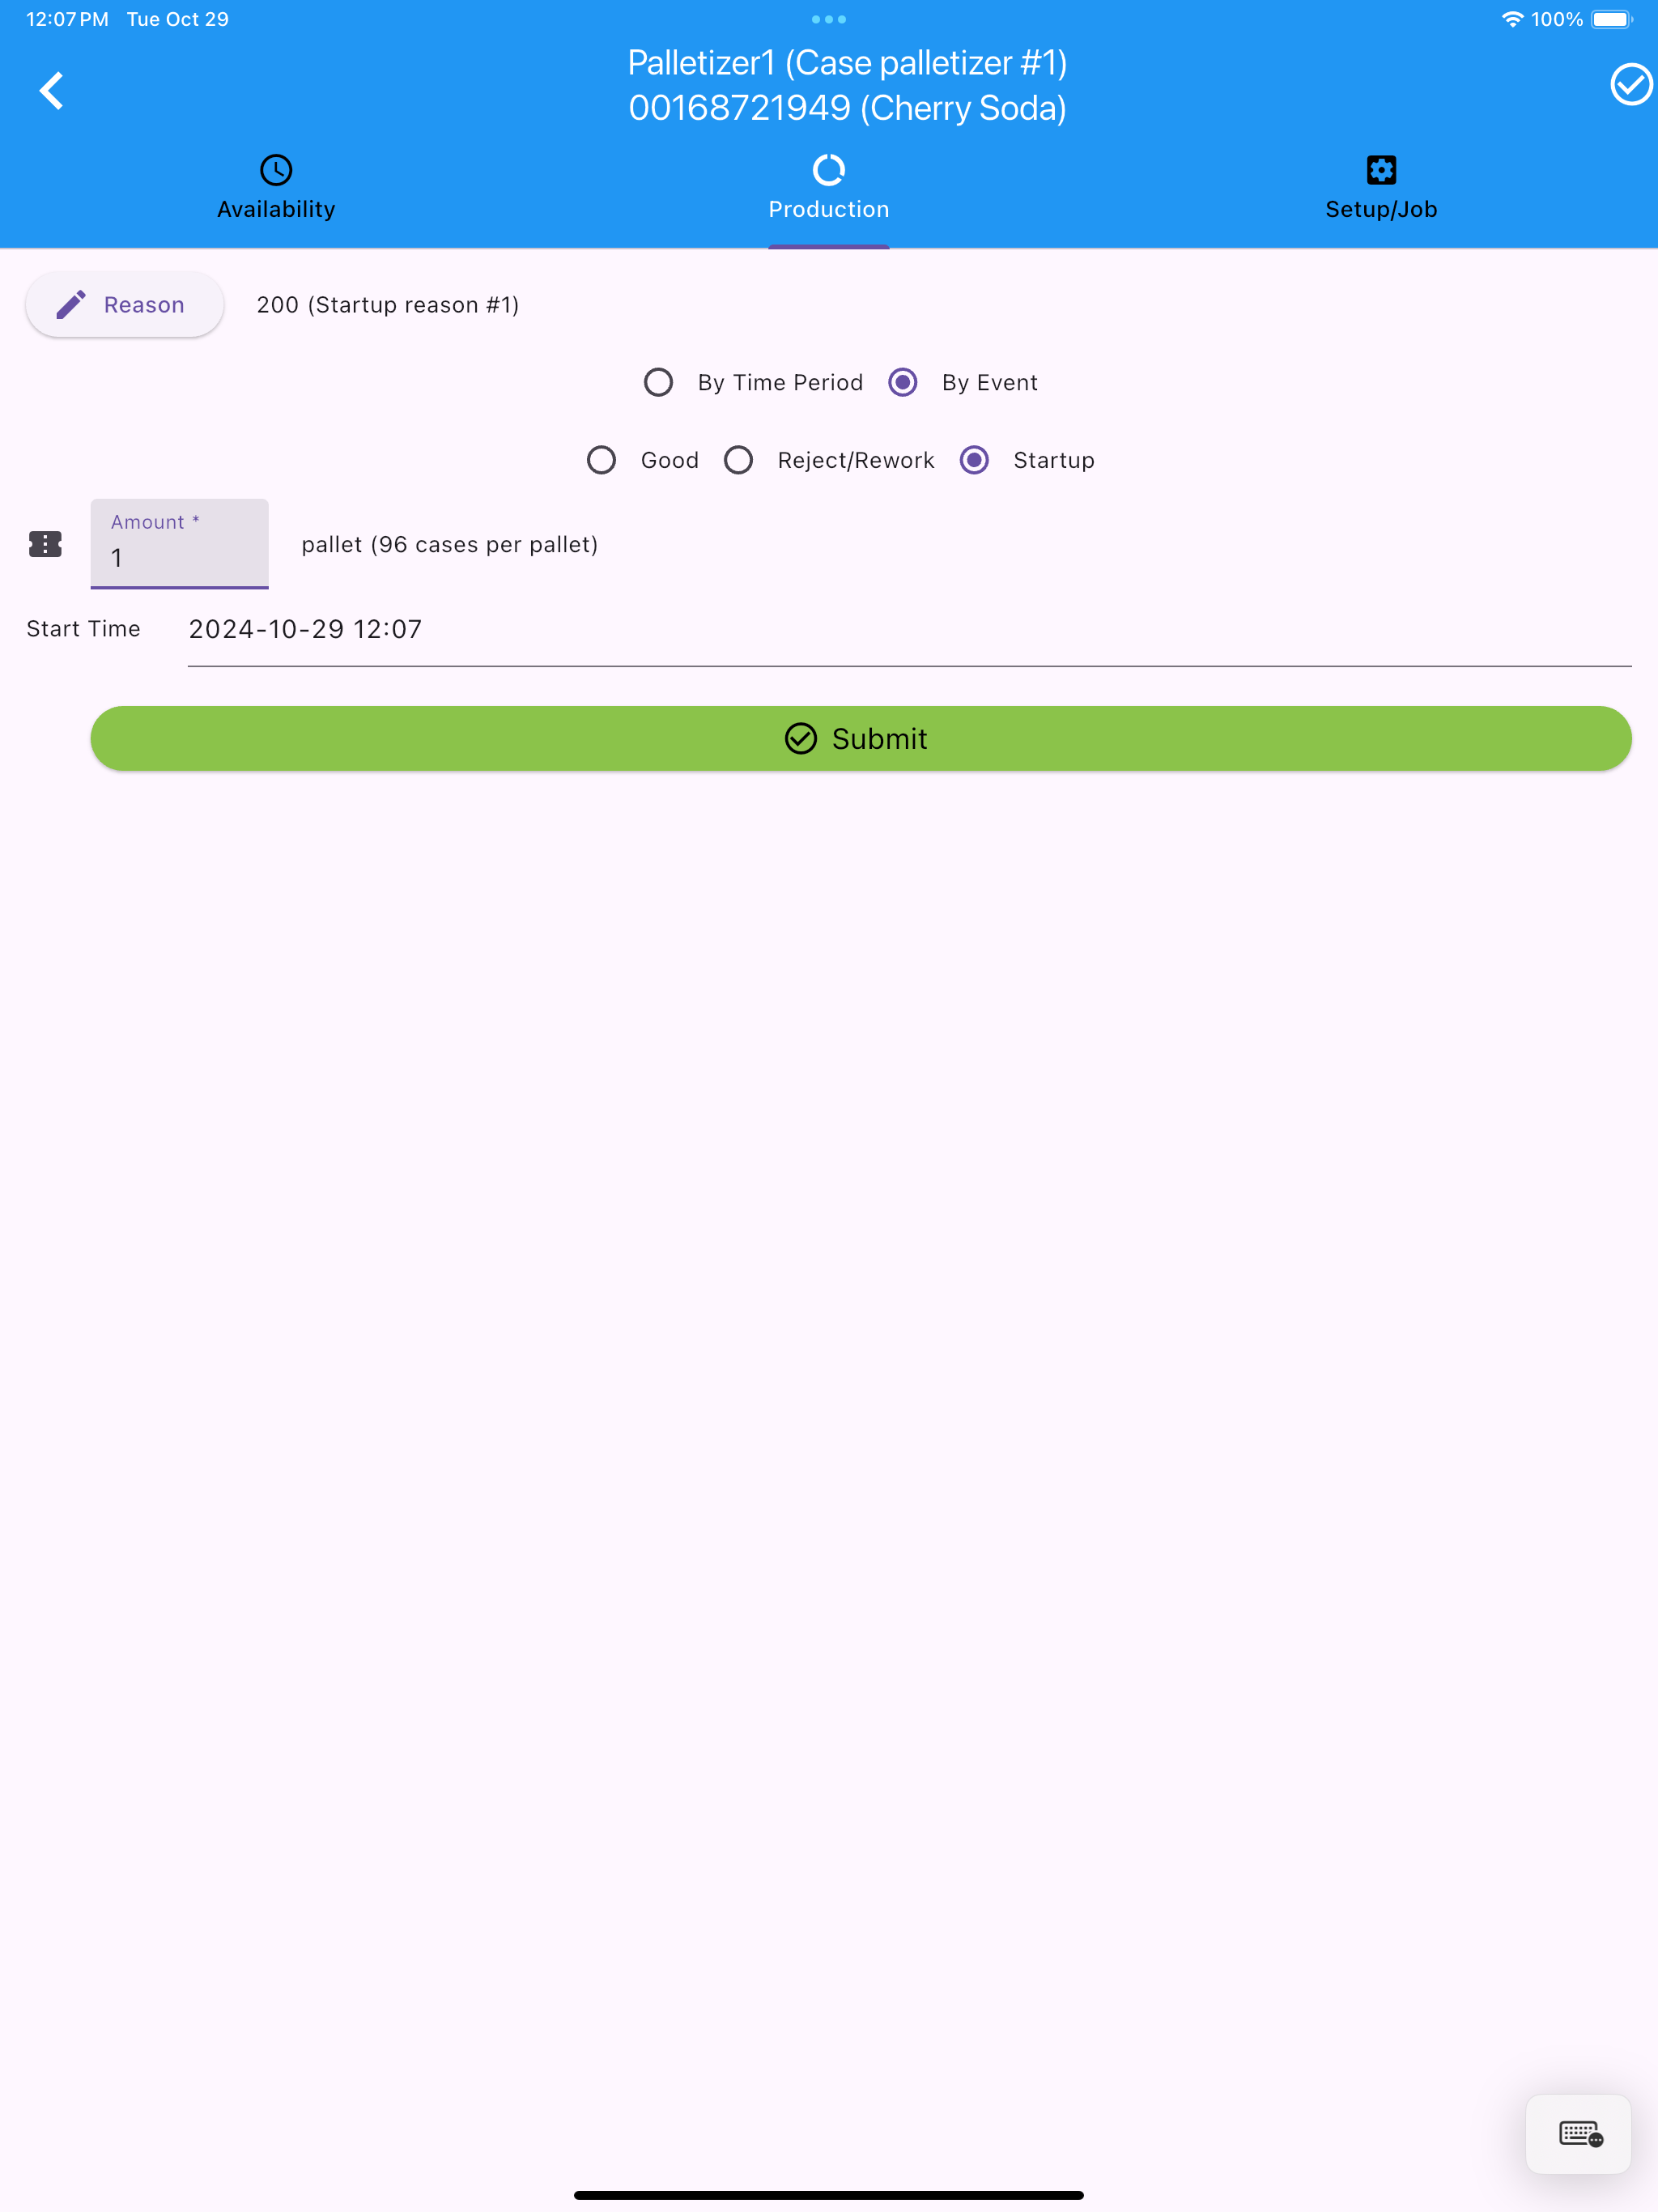 12:07 PM Tue Oct 29
100%
Palletizer1 (Case palletizer #1)
00168721949 (Cherry Soda)
Availability
Production
Setup/Job
Reason
200 (Startup reason #1)
By Time Period
By Event
Good
Reject/Rework
Startup
Amount *
1
pallet (96 cases per pallet)
Start Time
2024-10-29 12:07
Submit